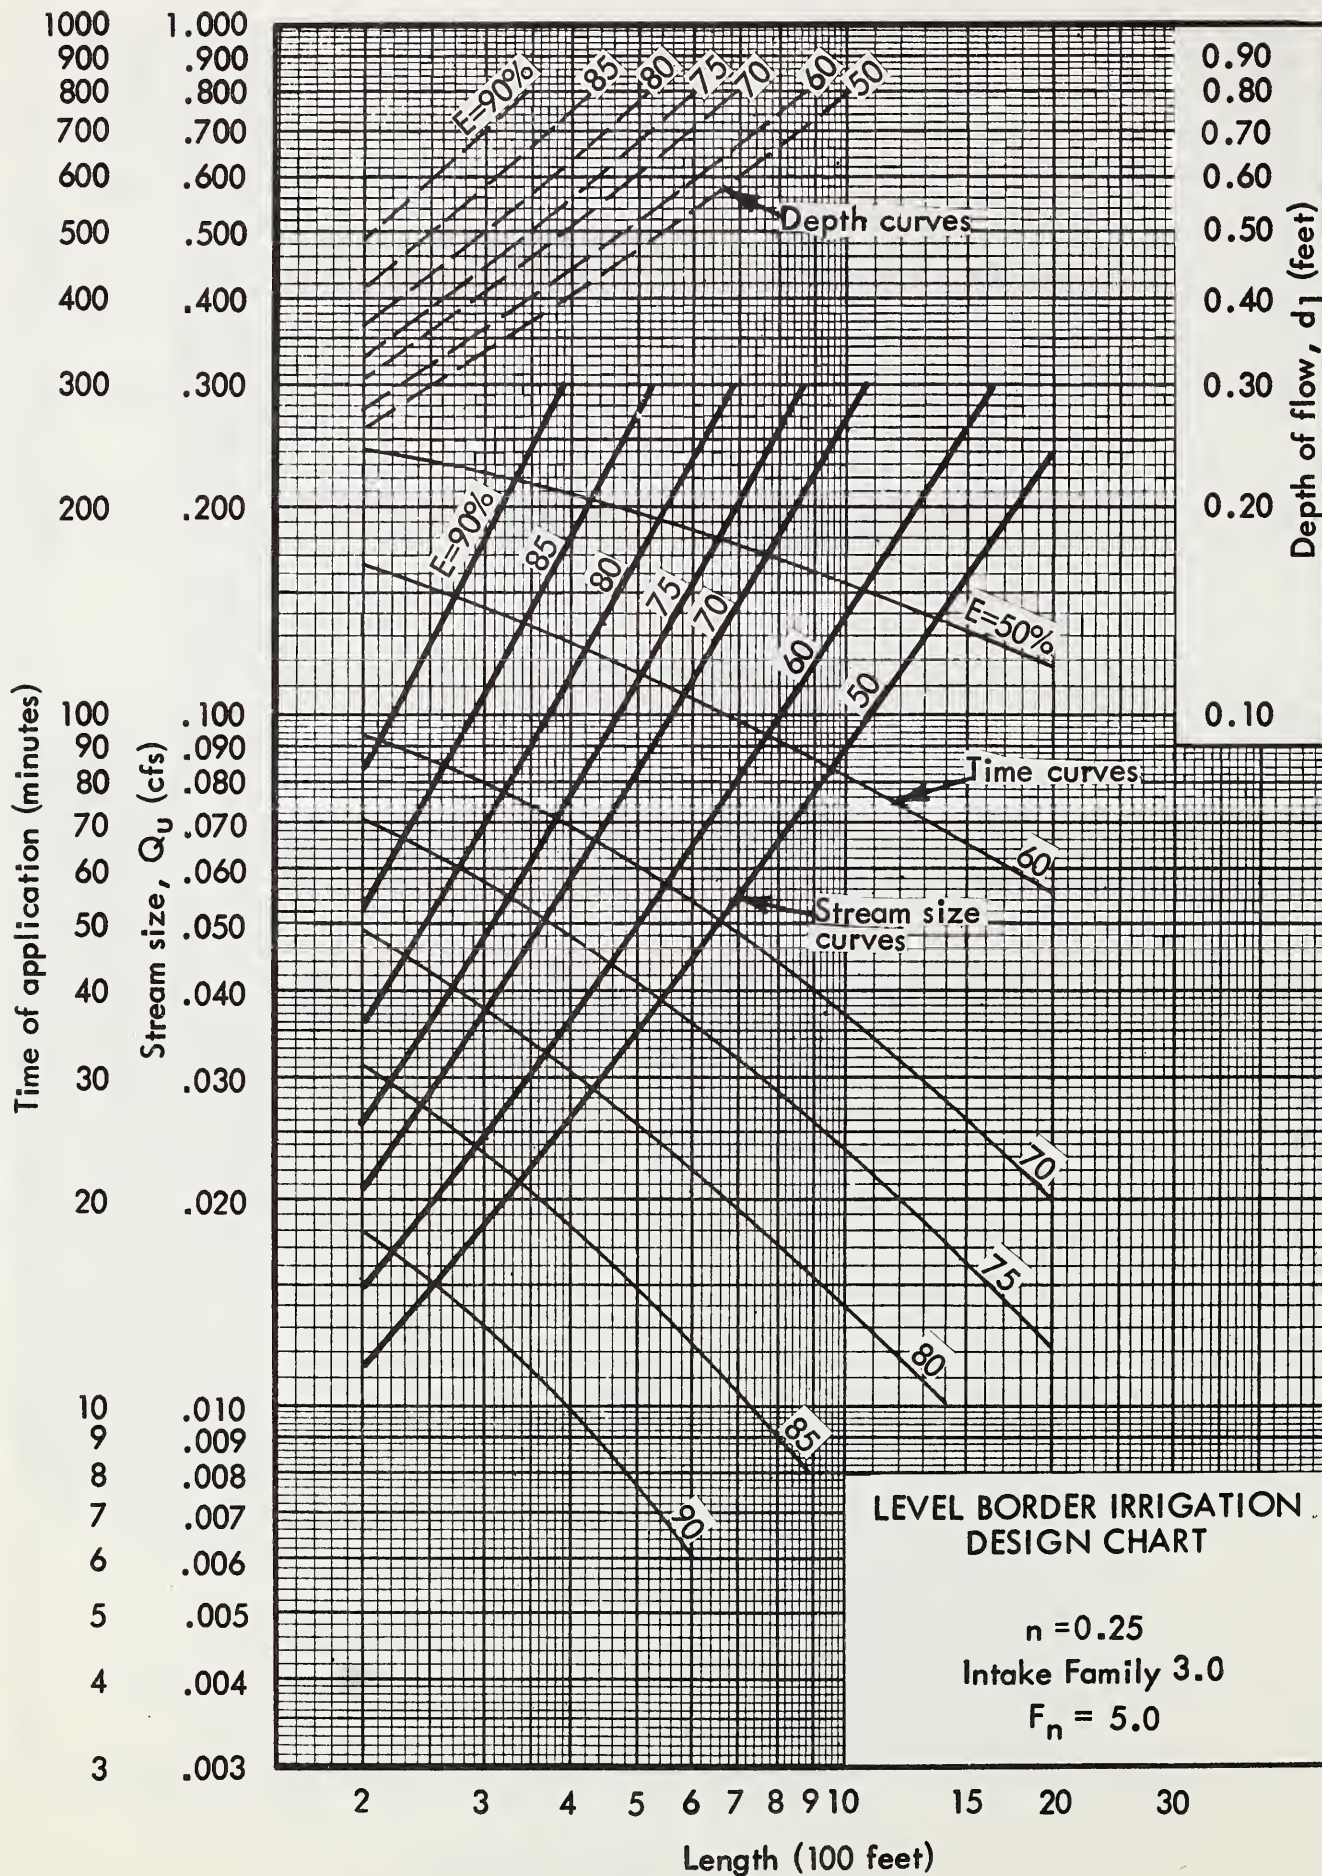 1000 1.000
900 .900 0.90
800 .800 0.80
700 .700 0.70
600 .600 0.60
500 .500 0.50
400 .400 0.40
300 .300 0.30
200 .200 0.20
100 .100 0.10
90 .090
80 .080
70 .070
60 .060
50 .050
40 .040
30 .030
20 .020
10 .010
9 .009
8 .008
7 .007
6 .006
5 .005
4 .004
3 .003
Time of application (minutes)
Stream size, Qu (cfs)
Depth of flow, d1 (feet)
E=90% 85 80 75 70 60 50
Depth curves
E=90% 85 80 75 70 60 50
E=50%
Time curves
60
Stream size
curves
70
75
80
85
90
LEVEL BORDER IRRIGATION
DESIGN CHART
n =0.25
Intake Family 3.0
Fn = 5.0
2 3 4 5 6 7 8 9 10 15 20 30
Length (100 feet)